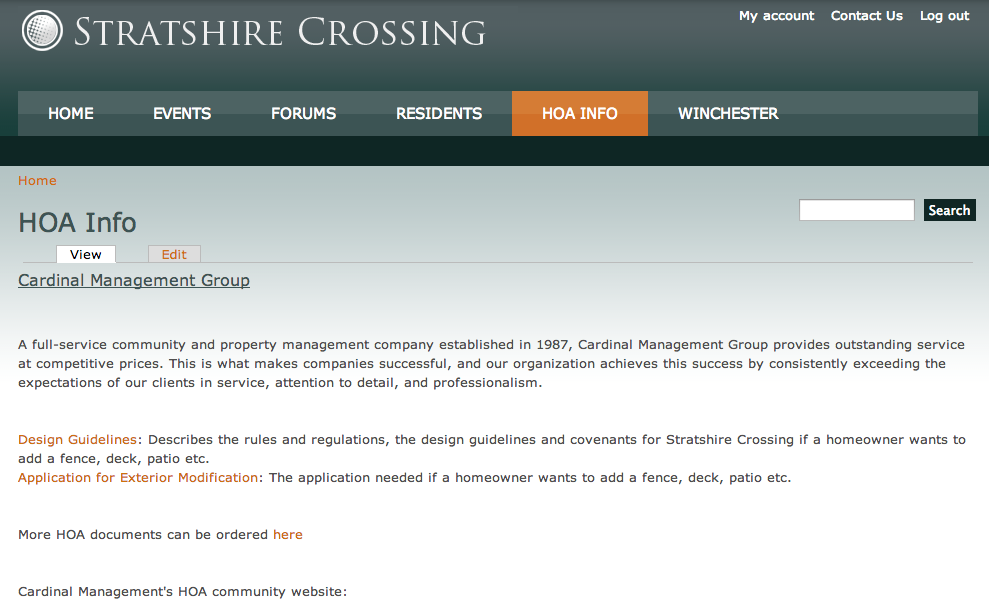 STRATSHIRE CROSSING
My account Contact Us Log out
HOME EVENTS FORUMS RESIDENTS HOA INFO WINCHESTER
Home
HOA Info
Search
View Edit
Cardinal Management Group
A full-service community and property management company established in 1987, Cardinal Management Group provides outstanding service
at competitive prices. This is what makes companies successful, and our organization achieves this success by consistently exceeding the
expectations of our clients in service, attention to detail, and professionalism.
Design Guidelines: Describes the rules and regulations, the design guidelines and covenants for Stratshire Crossing if a homeowner wants to
add a fence, deck, patio etc.
Application for Exterior Modification: The application needed if a homeowner wants to add a fence, deck, patio etc.
More HOA documents can be ordered here
Cardinal Management's HOA community website: